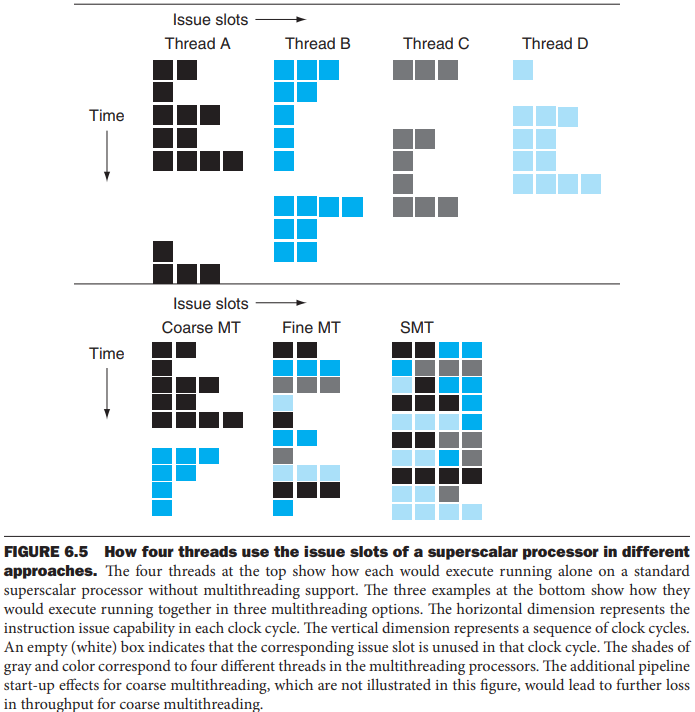 Issue slots
Thread A Thread B Thread C Thread D
Time
Issue slots
Coarse MT Fine MT SMT
Time
FIGURE 6.5 How four threads use the issue slots of a superscalar processor in different
approaches. The four threads at the top show how each would execute running alone on a standard
superscalar processor without multithreading support. The three examples at the bottom show how they
would execute running together in three multithreading options. The horizontal dimension represents the
instruction issue capability in each clock cycle. The vertical dimension represents a sequence of clock cycles.
An empty (white) box indicates that the corresponding issue slot is unused in that clock cycle. The shades of
gray and color correspond to four different threads in the multithreading processors. The additional pipeline
start-up effects for coarse multithreading, which are not illustrated in this figure, would lead to further loss
in throughput for coarse multithreading.